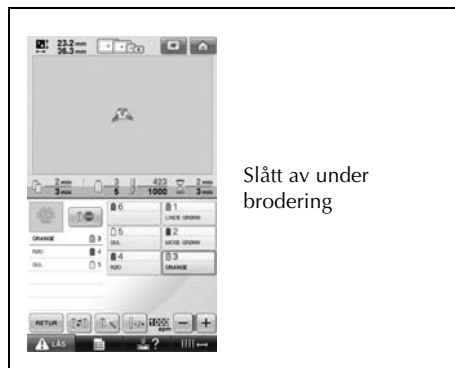 23.2 mm
36.3 mm
2 min
3 min
3
5
423
1000
2 min
3 min
6
1
LINDE GRØNN
ORANGE 3
5
GUL
2
MOSE GRØNN
RØD 4
GUL 5
4
RØD
3
ORANGE
RETUR
1000
spm
LÅS
?
Slått av under
brodering